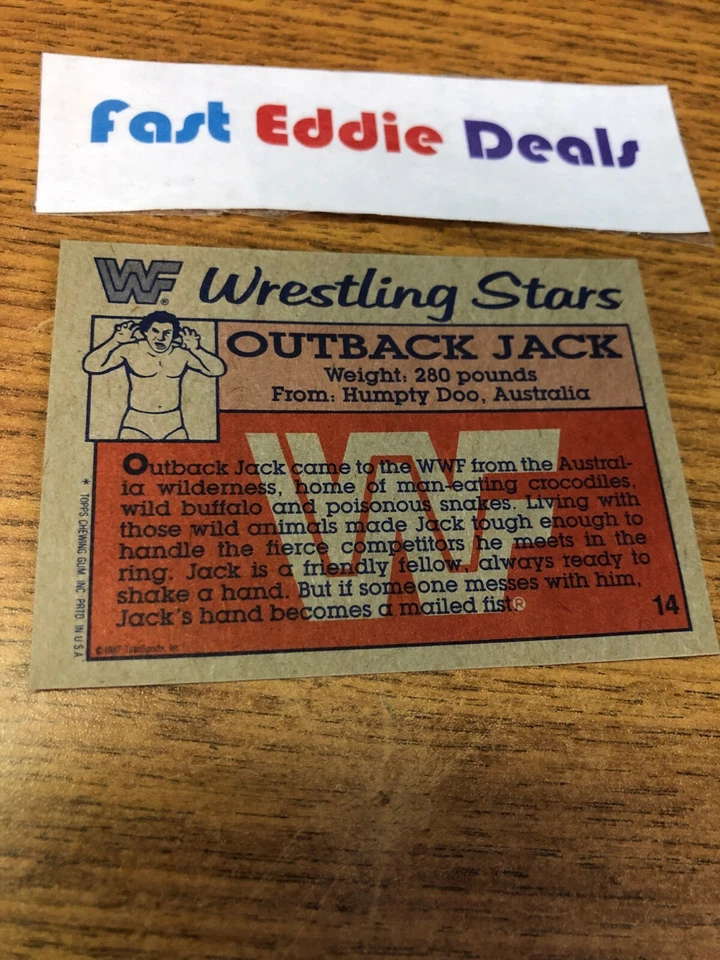 Fast Eddie Deals
WF ® Wrestling Stars
OUTBACK JACK
Weight: 280 pounds
From: Humpty Doo, Australia
WF
Outback Jack came to the WWF from the Austral-
ia wilderness, home of man-eating crocodiles,
wild buffalo and poisonous snakes. Living with
those wild animals made Jack tough enough to
handle the fierce competitors he meets in the
ring. Jack is a friendly fellow, always ready to
shake a hand. But if someone messes with him,
Jack's hand becomes a mailed fist ®
14
© 1987 TitanSports, Inc.
* TOPPS CHEWING GUM, INC. PRTD. IN U.S.A.